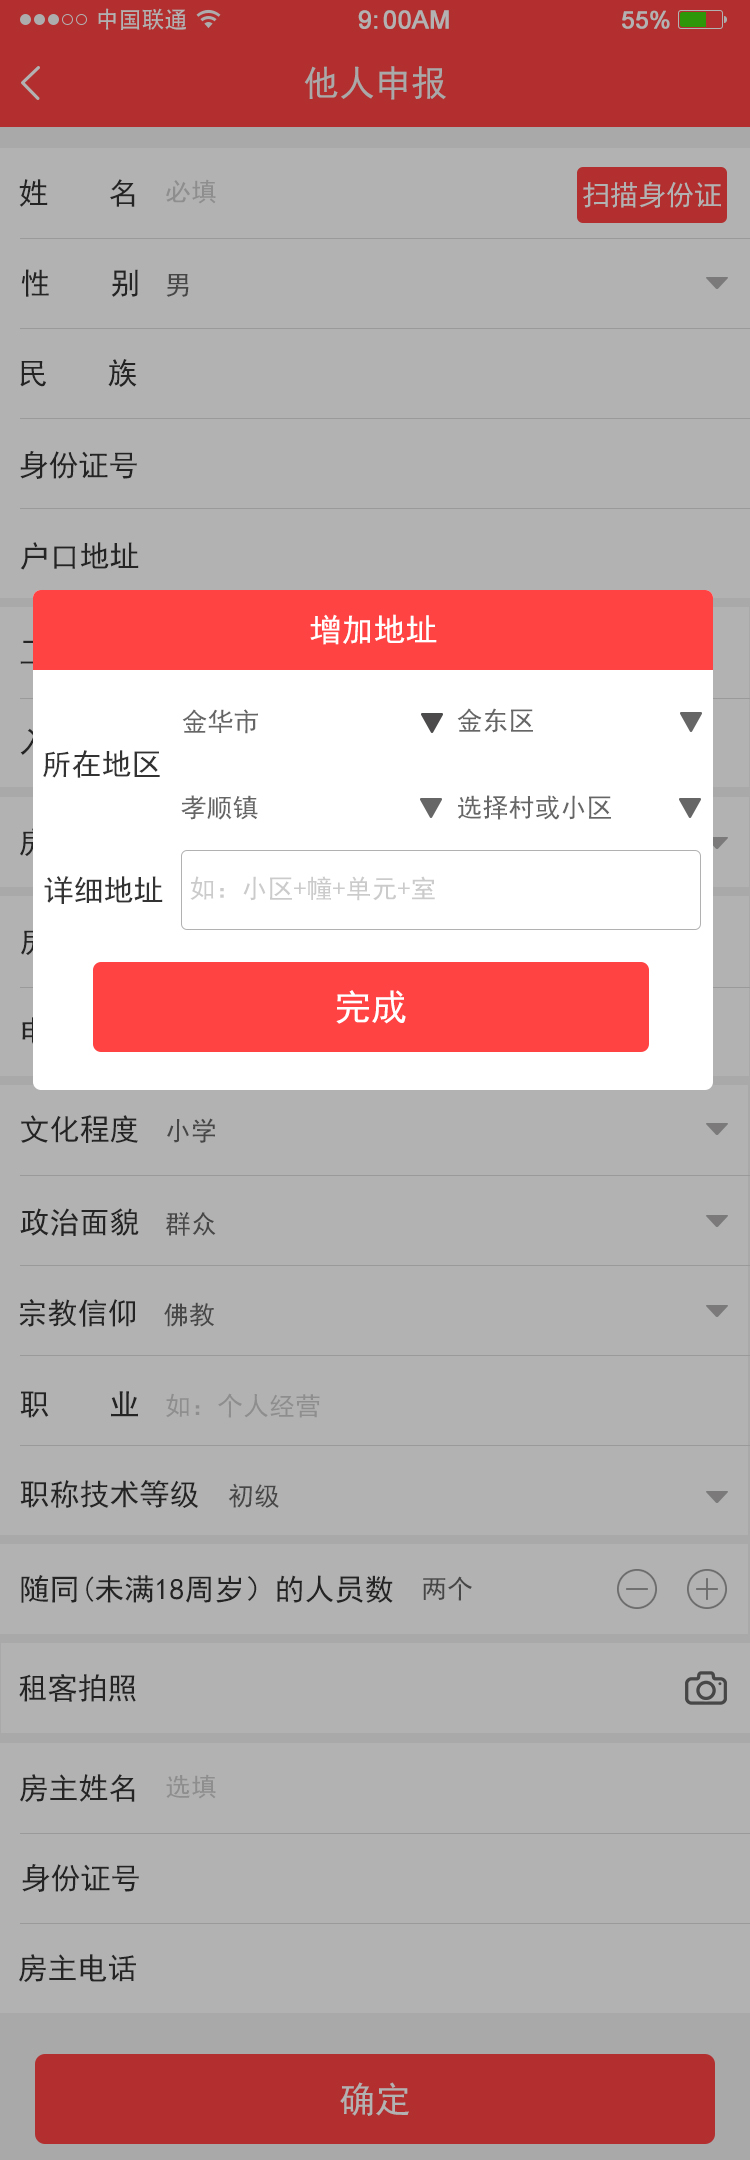 中国联通 9:00AM 55%
他人申报
姓 名 必填 扫描身份证
性 别 男
民 族
身份证号
户口地址
增加地址
金华市 金东区
所在地区
孝顺镇 选择村或小区
详细地址 如：小区+幢+单元+室
完成
文化程度 小学
政治面貌 群众
宗教信仰 佛教
职 业 如：个人经营
职称技术等级 初级
随同(未满18周岁）的人员数 两个
租客拍照
房主姓名 选填
身份证号
房主电话
确定